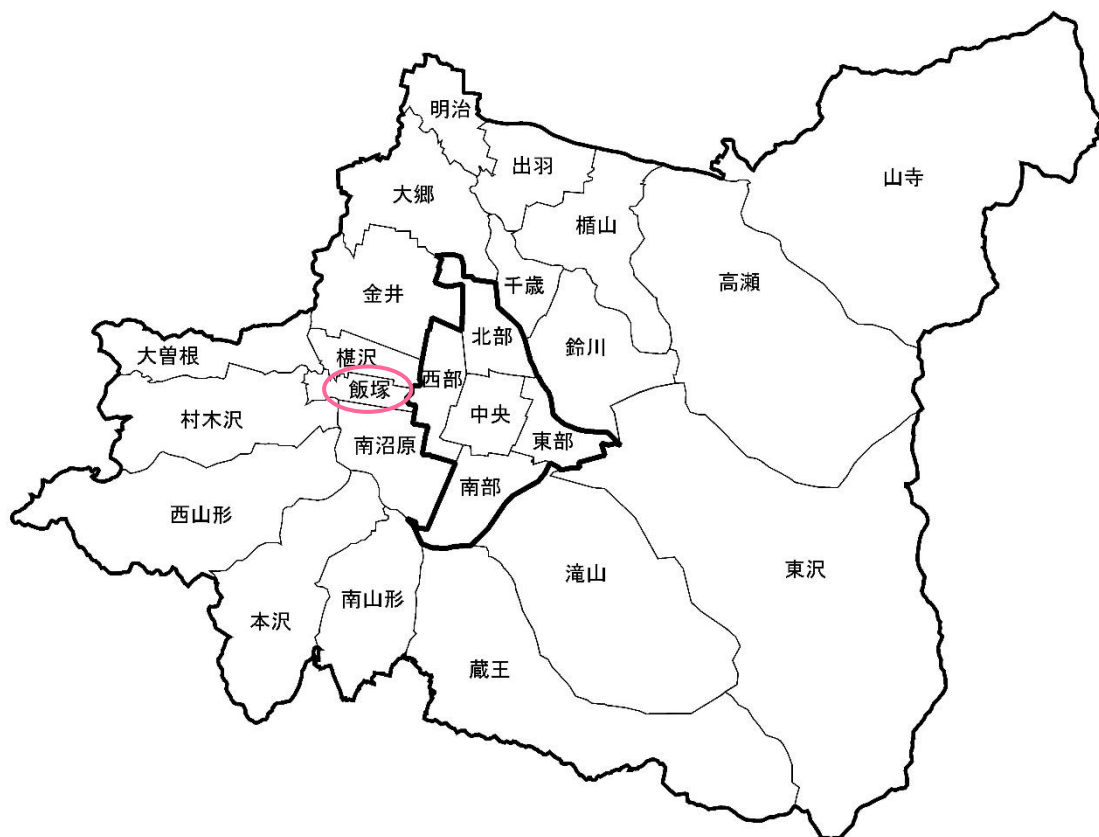 明治
出羽
山寺
大郷
楯山
高瀬
千歳
金井
北部
鈴川
大曽根
椹沢
西部
飯塚
中央
村木沢
東部
南沼原
南部
西山形
滝山
東沢
南山形
本沢
蔵王